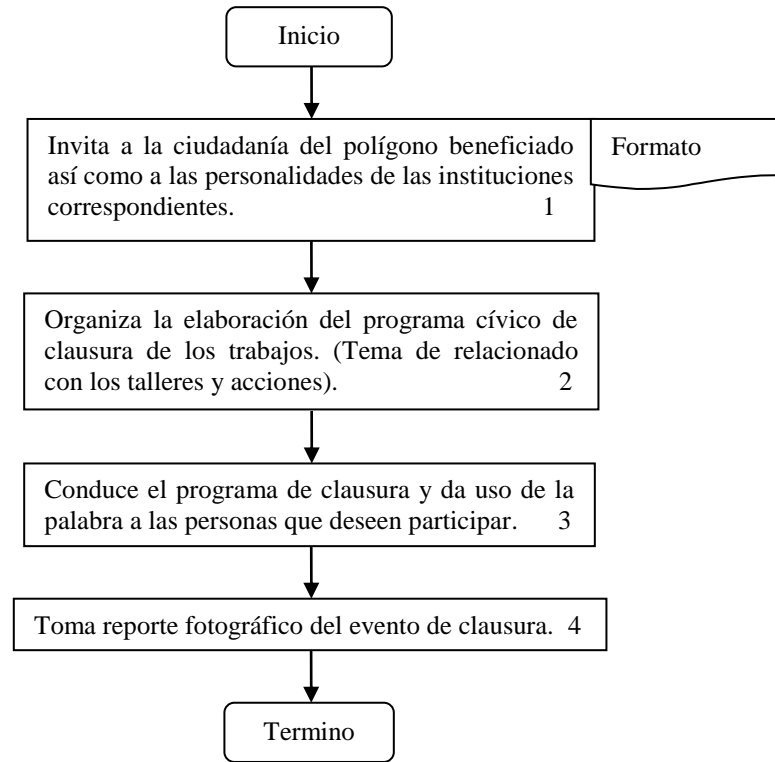 Inicio
Invita a la ciudadanía del polígono beneficiado
así como a las personalidades de las instituciones
correspondientes. 1
Formato
Organiza la elaboración del programa cívico de
clausura de los trabajos. (Tema de relacionado
con los talleres y acciones). 2
Conduce el programa de clausura y da uso de la
palabra a las personas que deseen participar. 3
Toma reporte fotográfico del evento de clausura. 4
Termino